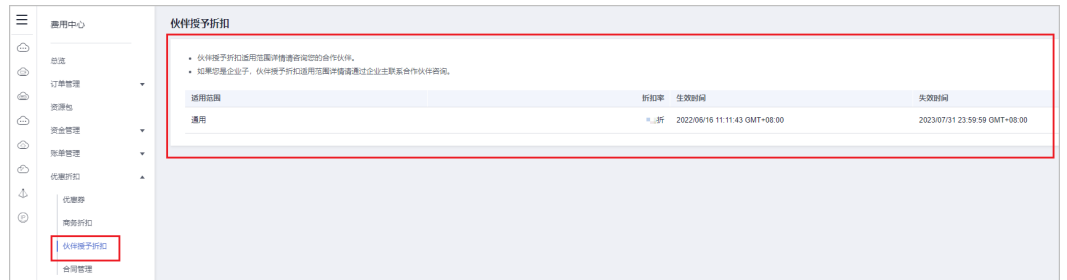 费用中心
总览
订单管理
资源包
资金管理
账单管理
优惠折扣
优惠券
商务折扣
伙伴授予折扣
合同管理
伙伴授予折扣
• 伙伴授予折扣适用范围详情请咨询您的合作伙伴。
• 如果您是企业子，伙伴授予折扣适用范围详情请通过企业主联系合作伙伴咨询。
适用范围 折扣率 生效时间 失效时间
通用 折 2022/06/16 11:11:43 GMT+08:00 2023/07/31 23:59:59 GMT+08:00